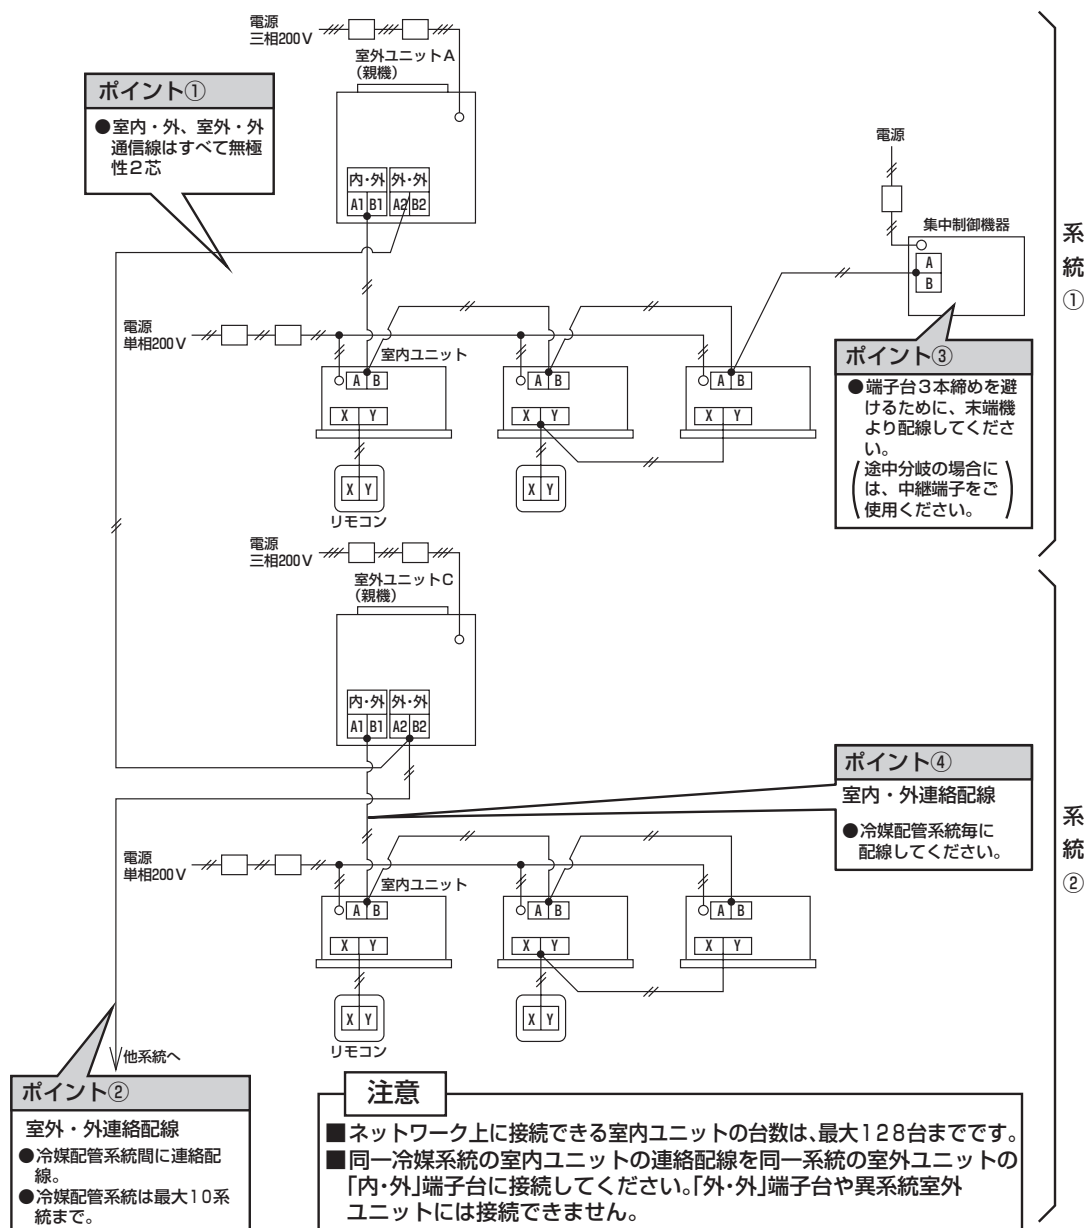 電源
三相200V
室外ユニットA
(親機)
ポイント①
●室内・外、室外・外
通信線はすべて無極
性2芯
内・外 外・外
A1 B1 A2 B2
電源
集中制御機器
A
B
系統①
電源
単相200V
室内ユニット
A B
A B
A B
X Y
X Y
X Y
X Y
X Y
リモコン
ポイント③
●端子台3本締めを避
けるために、末端機
より配線してくださ
い。
(途中分岐の場合に
は、中継端子をご
使用ください。)
電源
三相200V
室外ユニットC
(親機)
内・外 外・外
A1 B1 A2 B2
ポイント④
室内・外連絡配線
●冷媒配管系統毎に
配線してください。
系統②
電源
単相200V
室内ユニット
A B
A B
A B
X Y
X Y
X Y
X Y
X Y
リモコン
他系統へ
ポイント②
室外・外連絡配線
●冷媒配管系統間に連絡配
線。
●冷媒配管系統は最大10系
統まで。
注意
■ネットワーク上に接続できる室内ユニットの台数は、最大128台までです。
■同一冷媒系統の室内ユニットの連絡配線を同一系統の室外ユニットの
「内・外」端子台に接続してください。「外・外」端子台や異系統室外
ユニットには接続できません。